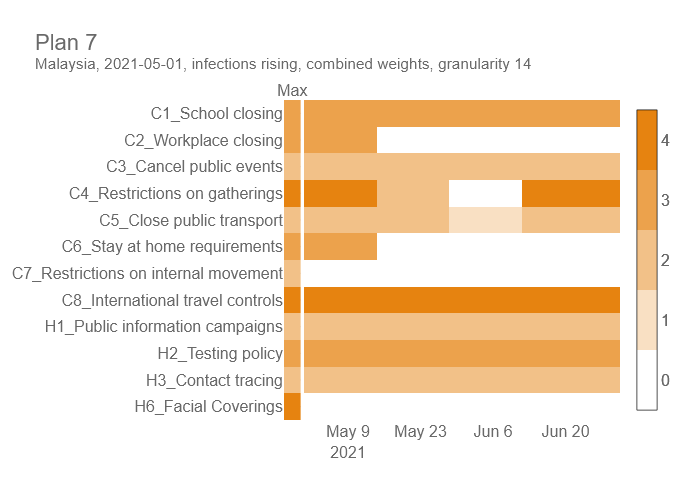 Plan 7
Malaysia, 2021-05-01, infections rising, combined weights, granularity 14
Max
C1_School closing
C2_Workplace closing
C3_Cancel public events
C4_Restrictions on gatherings
C5_Close public transport
C6_Stay at home requirements
C7_Restrictions on internal movement
C8_International travel controls
H1_Public information campaigns
H2_Testing policy
H3_Contact tracing
H6_Facial Coverings
May 9 May 23 Jun 6 Jun 20
2021
4
3
2
1
0